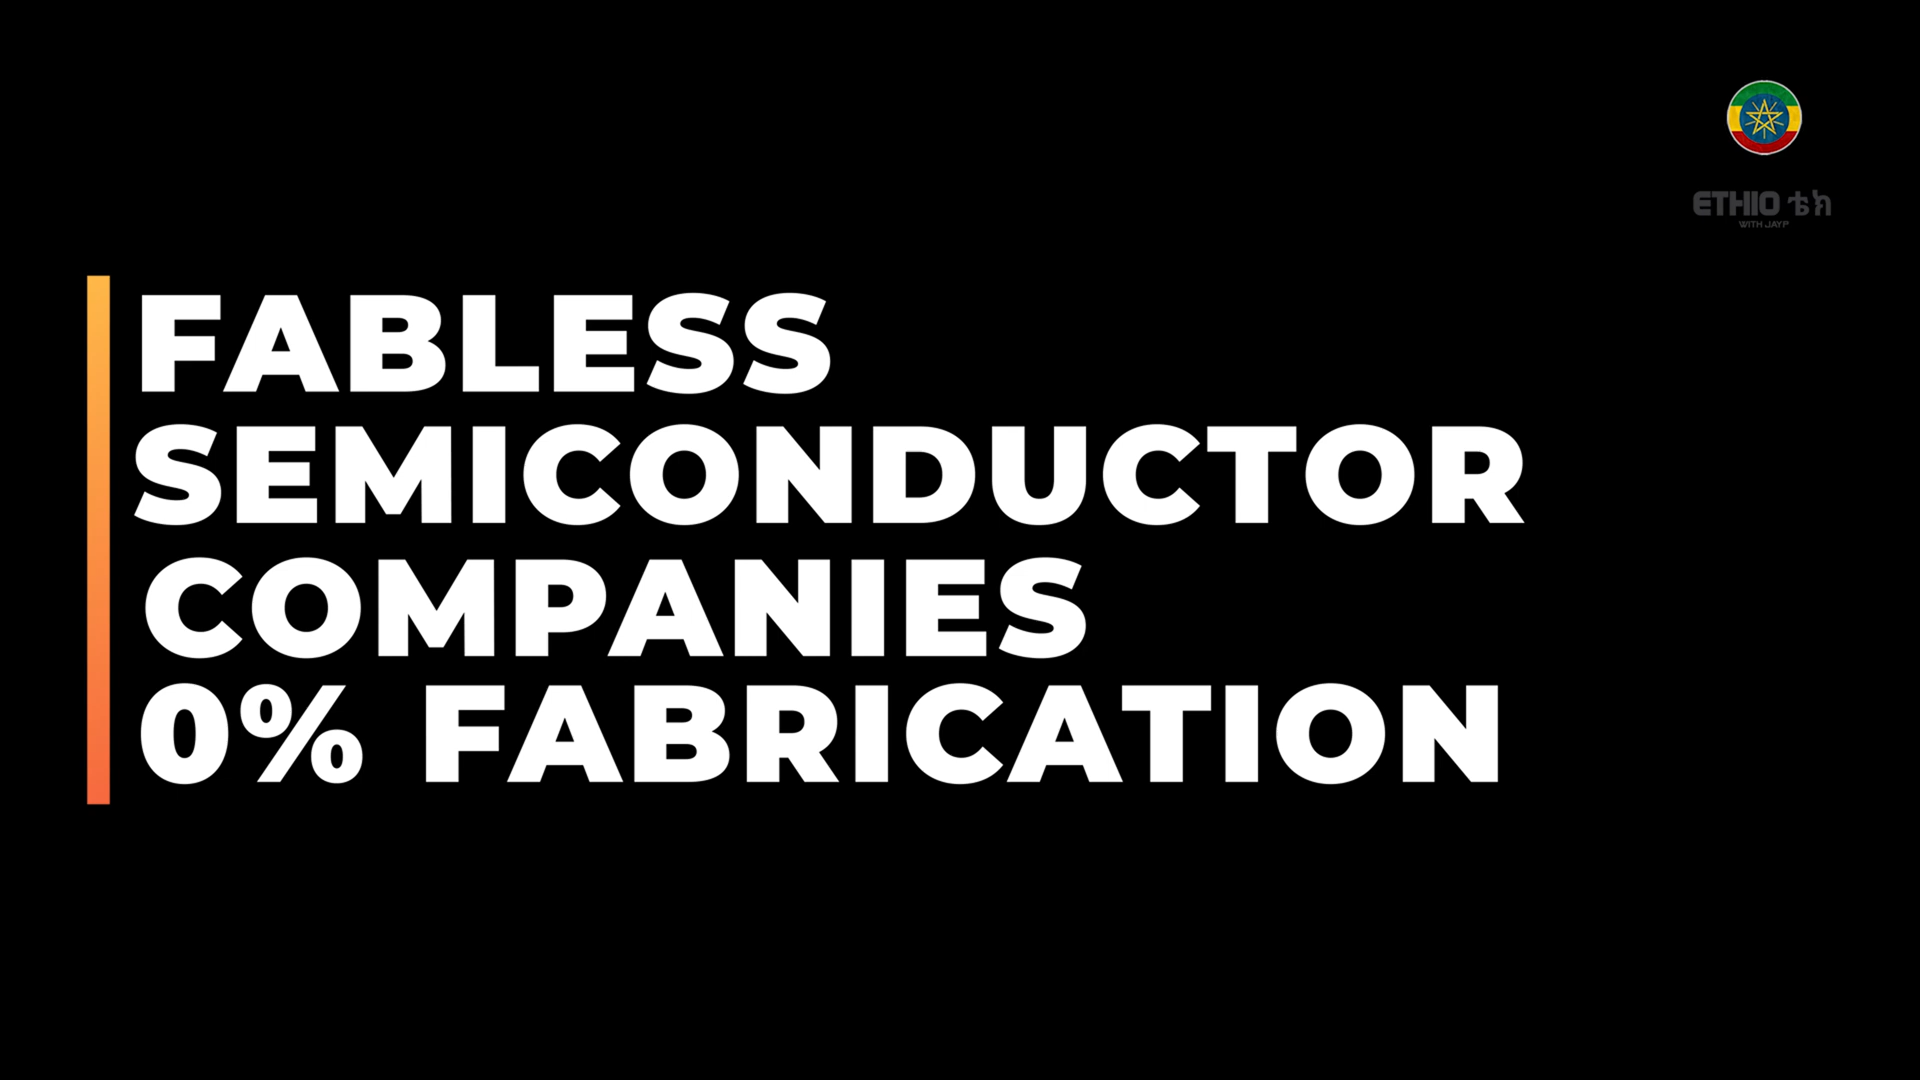 ETHIO ቴክ
WITH JAYP
FABLESS
SEMICONDUCTOR
COMPANIES
0% FABRICATION